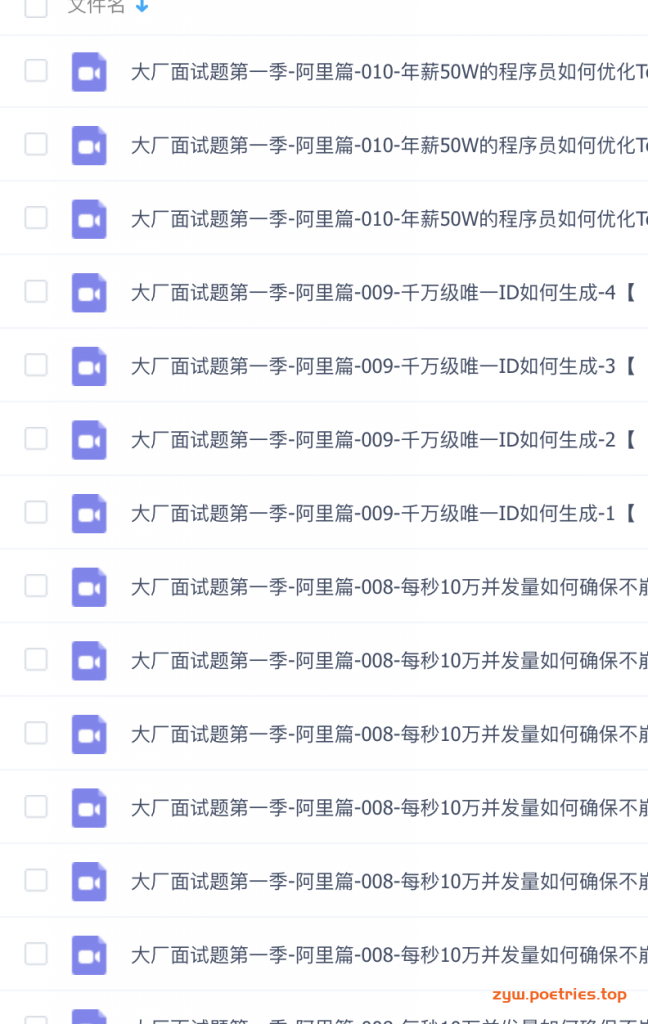 文件名
大厂面试题第一季-阿里篇-010-年薪50W的程序员如何优化To
大厂面试题第一季-阿里篇-010-年薪50W的程序员如何优化To
大厂面试题第一季-阿里篇-010-年薪50W的程序员如何优化To
大厂面试题第一季-阿里篇-009-千万级唯一ID如何生成-4【
大厂面试题第一季-阿里篇-009-千万级唯一ID如何生成-3【
大厂面试题第一季-阿里篇-009-千万级唯一ID如何生成-2【
大厂面试题第一季-阿里篇-009-千万级唯一ID如何生成-1【
大厂面试题第一季-阿里篇-008-每秒10万并发量如何确保不崩
大厂面试题第一季-阿里篇-008-每秒10万并发量如何确保不崩
大厂面试题第一季-阿里篇-008-每秒10万并发量如何确保不崩
大厂面试题第一季-阿里篇-008-每秒10万并发量如何确保不崩
大厂面试题第一季-阿里篇-008-每秒10万并发量如何确保不崩
大厂面试题第一季-阿里篇-008-每秒10万并发量如何确保不崩
zyw.poetries.top